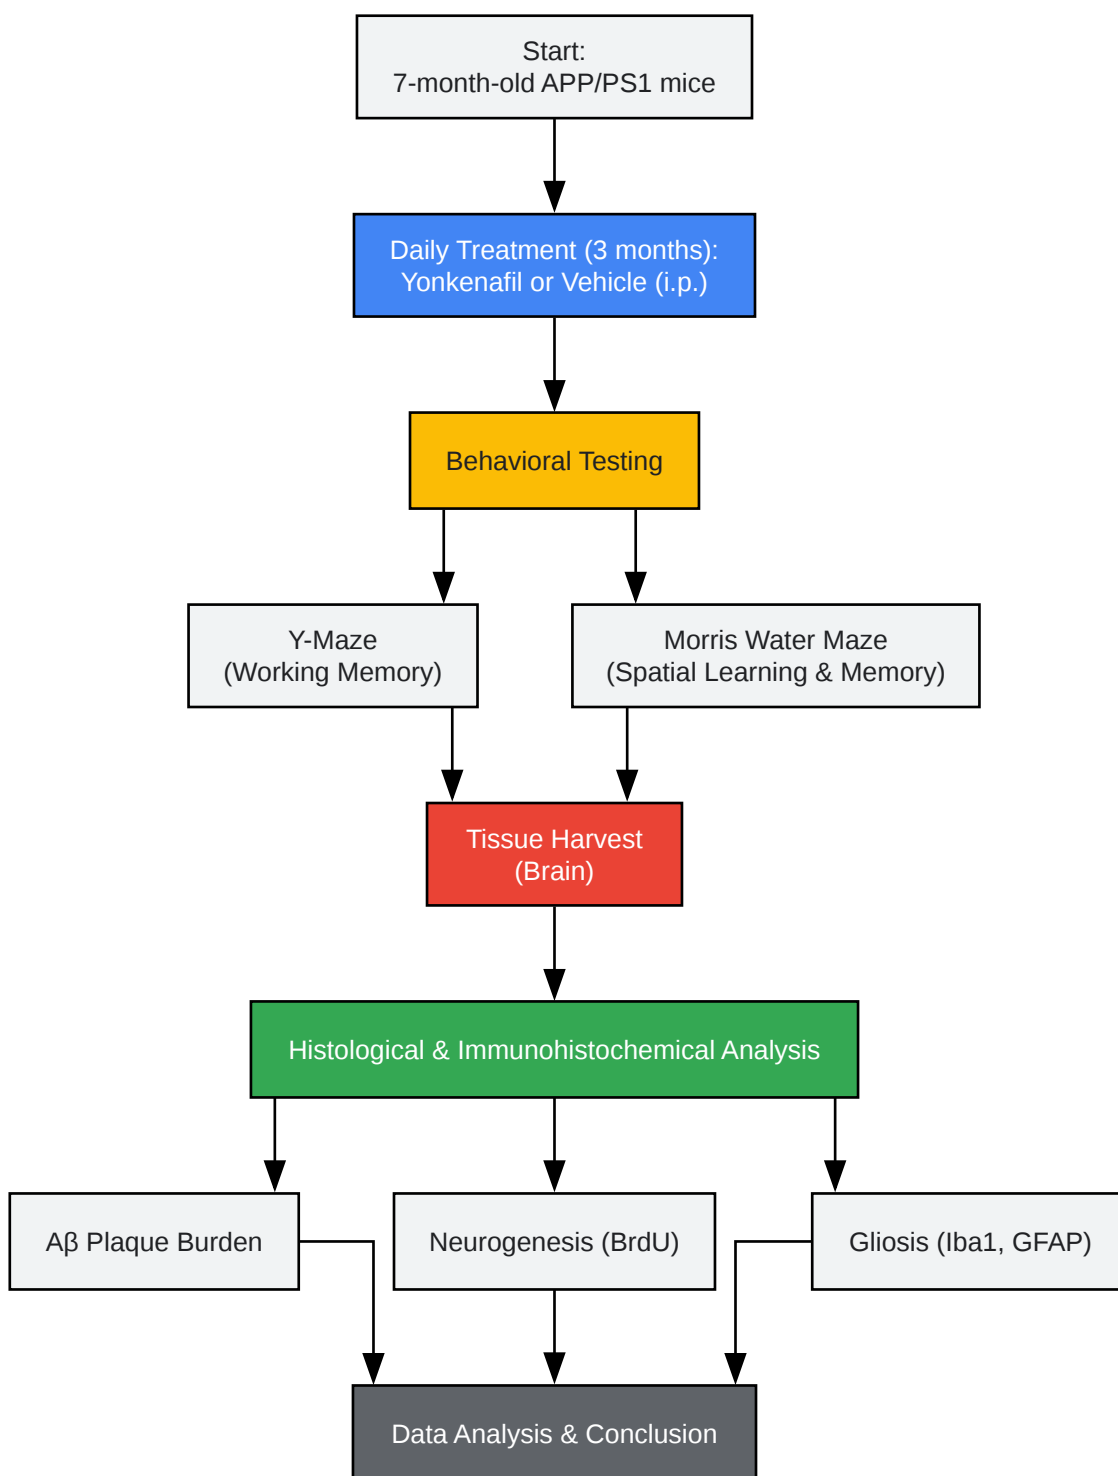 Start:
7-month-old APP/PS1 mice
Daily Treatment (3 months):
Yonkenafil or Vehicle (i.p.)
Behavioral Testing
Y-Maze
(Working Memory)
Morris Water Maze
(Spatial Learning & Memory)
Tissue Harvest
(Brain)
Histological & Immunohistochemical Analysis
Aβ Plaque Burden
Neurogenesis (BrdU)
Gliosis (Iba1, GFAP)
Data Analysis & Conclusion